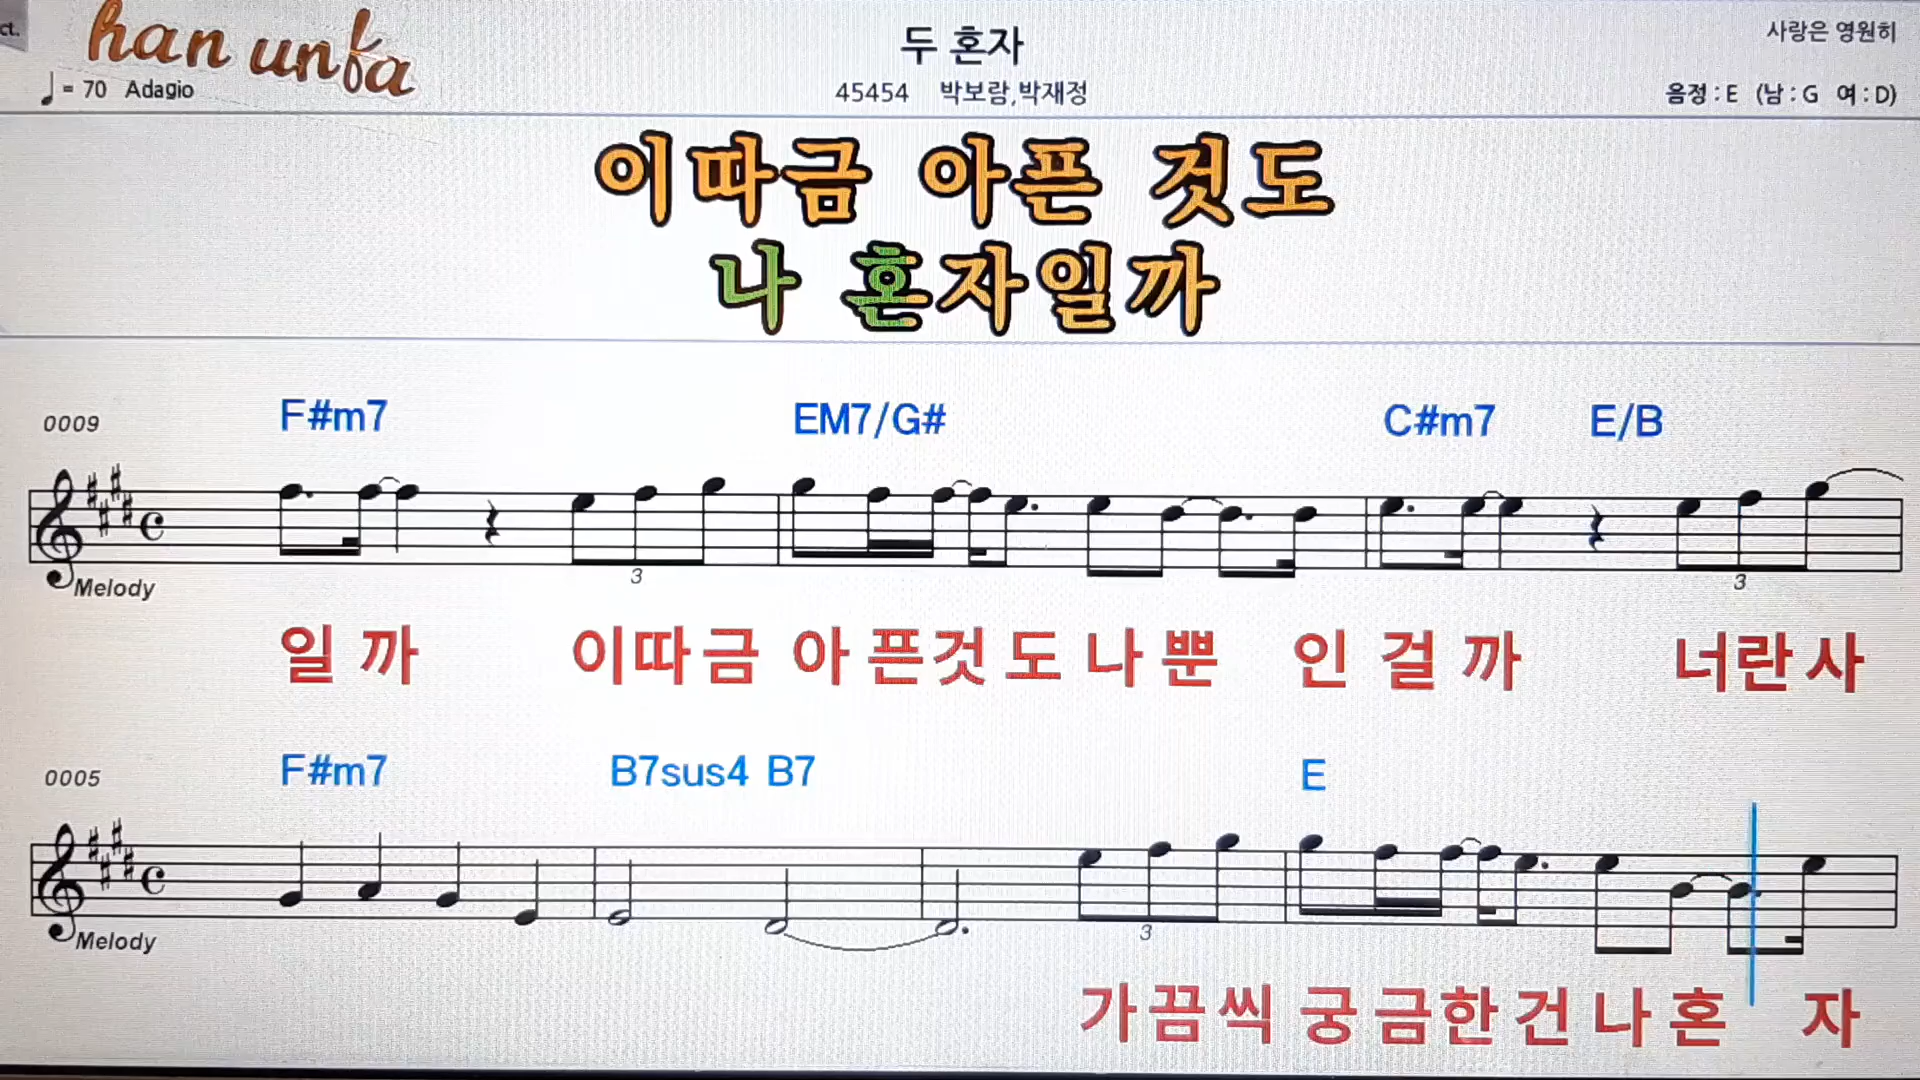 ct.
han unfa
두 혼자
사랑은 영원히
♩= 70 Adagio
45454 박보람,박재정
음정 : E (남 : G 여 : D)
이따금 아픈 것도
나 혼자일까
0009 F#m7 EM7/G# C#m7 E/B
3 3
Melody
일 까 이따금 아 픈것 도 나 뿐 인 걸 까 너란 사
0005 F#m7 B7sus4 B7 E
3
Melody
가 끔 씩 궁 금한 건 나 혼 자